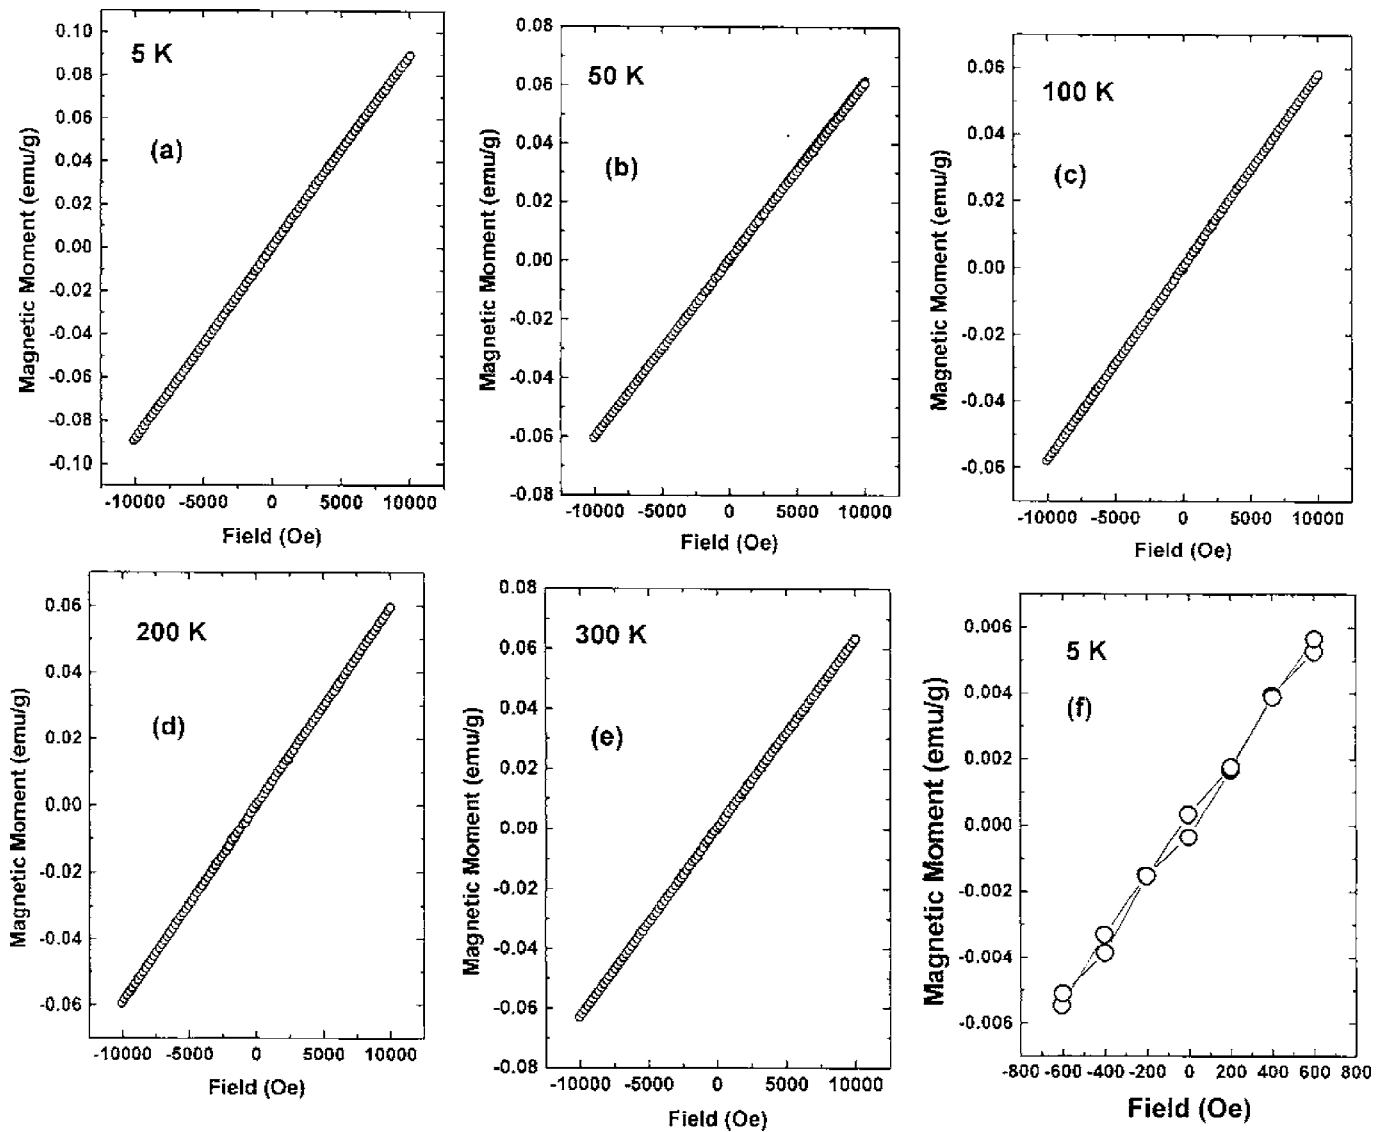 5 K
(a)
0.10
0.08
0.06
0.04
0.02
0.00
-0.02
-0.04
-0.06
-0.08
-0.10
Magnetic Moment (emu/g)
-10000 -5000 0 5000 10000
Field (Oe)
50 K
(b)
0.08
0.06
0.04
0.02
0.00
-0.02
-0.04
-0.06
-0.08
Magnetic Moment (emu/g)
-10000 -5000 0 5000 10000
Field (Oe)
100 K
(c)
0.06
0.04
0.02
0.00
-0.02
-0.04
-0.06
Magnetic Moment (emu/g)
-10000 -5000 0 5000 10000
Field (Oe)
200 K
(d)
0.06
0.04
0.02
0.00
-0.02
-0.04
-0.06
Magnetic Moment (emu/g)
-10000 -5000 0 5000 10000
Field (Oe)
300 K
(e)
0.08
0.06
0.04
0.02
0.00
-0.02
-0.04
-0.06
-0.08
Magnetic Moment (emu/g)
-10000 -5000 0 5000 10000
Field (Oe)
5 K
(f)
0.006
0.004
0.002
0.000
-0.002
-0.004
-0.006
Magnetic Moment (emu/g)
-800 -600 -400 -200 0 200 400 600 800
Field (Oe)